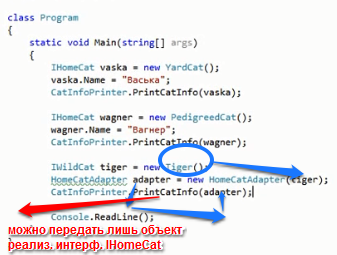 class Program
{
static void Main(string[] args)
{
IHomeCat vaska = new YardCat();
vaska.Name = "Васька";
CatInfoPrinter.PrintCatInfo(vaska);
IHomeCat wagner = new PedigreedCat();
wagner.Name = "Вагнер";
CatInfoPrinter.PrintCatInfo(wagner);
IWildCat tiger = new Tiger();
HomeCatAdapter adapter = new HomeCatAdapter(tiger);
CatInfoPrinter.PrintCatInfo(adapter);
можно передать лишь объект
Console.ReadLine();
реализ. интерф. IHomeCat